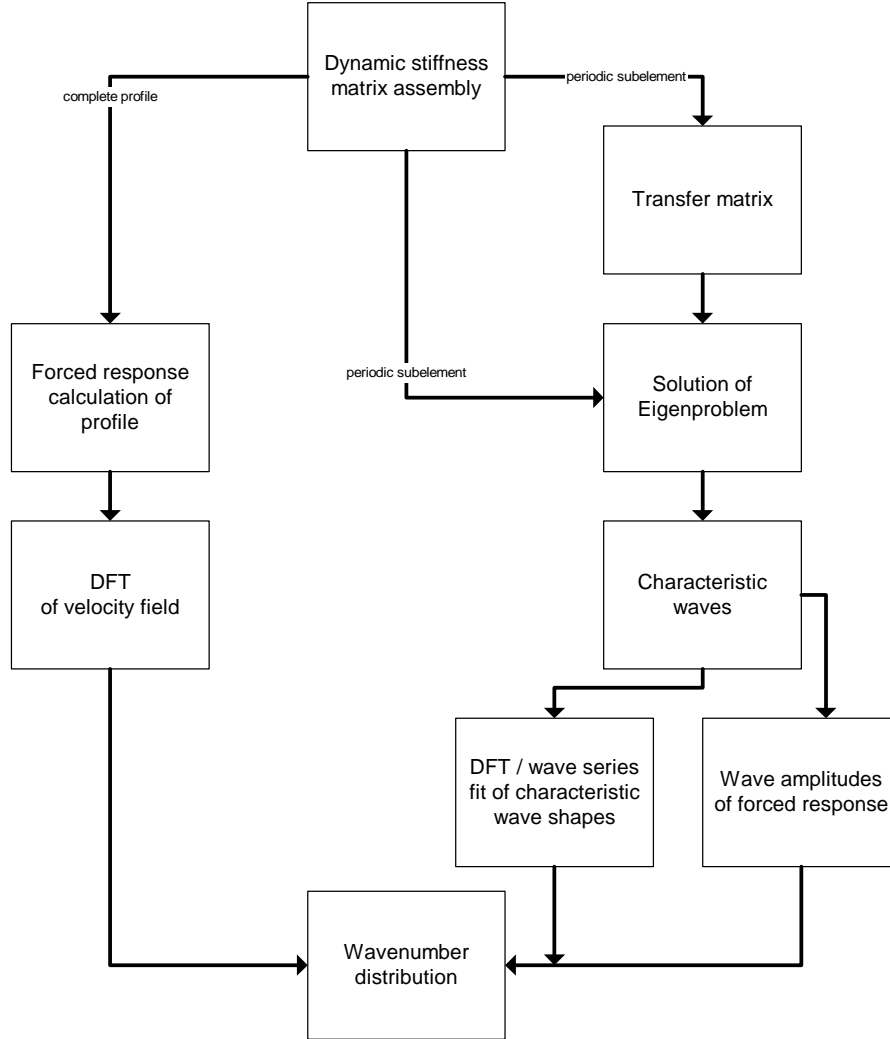 Dynamic stiffness
matrix assembly
periodic subelement
complete profile
Transfer matrix
Forced response
calculation of
profile
periodic subelement
Solution of
Eigenproblem
DFT
of velocity field
Characteristic
waves
DFT / wave series
fit of characteristic
wave shapes
Wave amplitudes
of forced response
Wavenumber
distribution